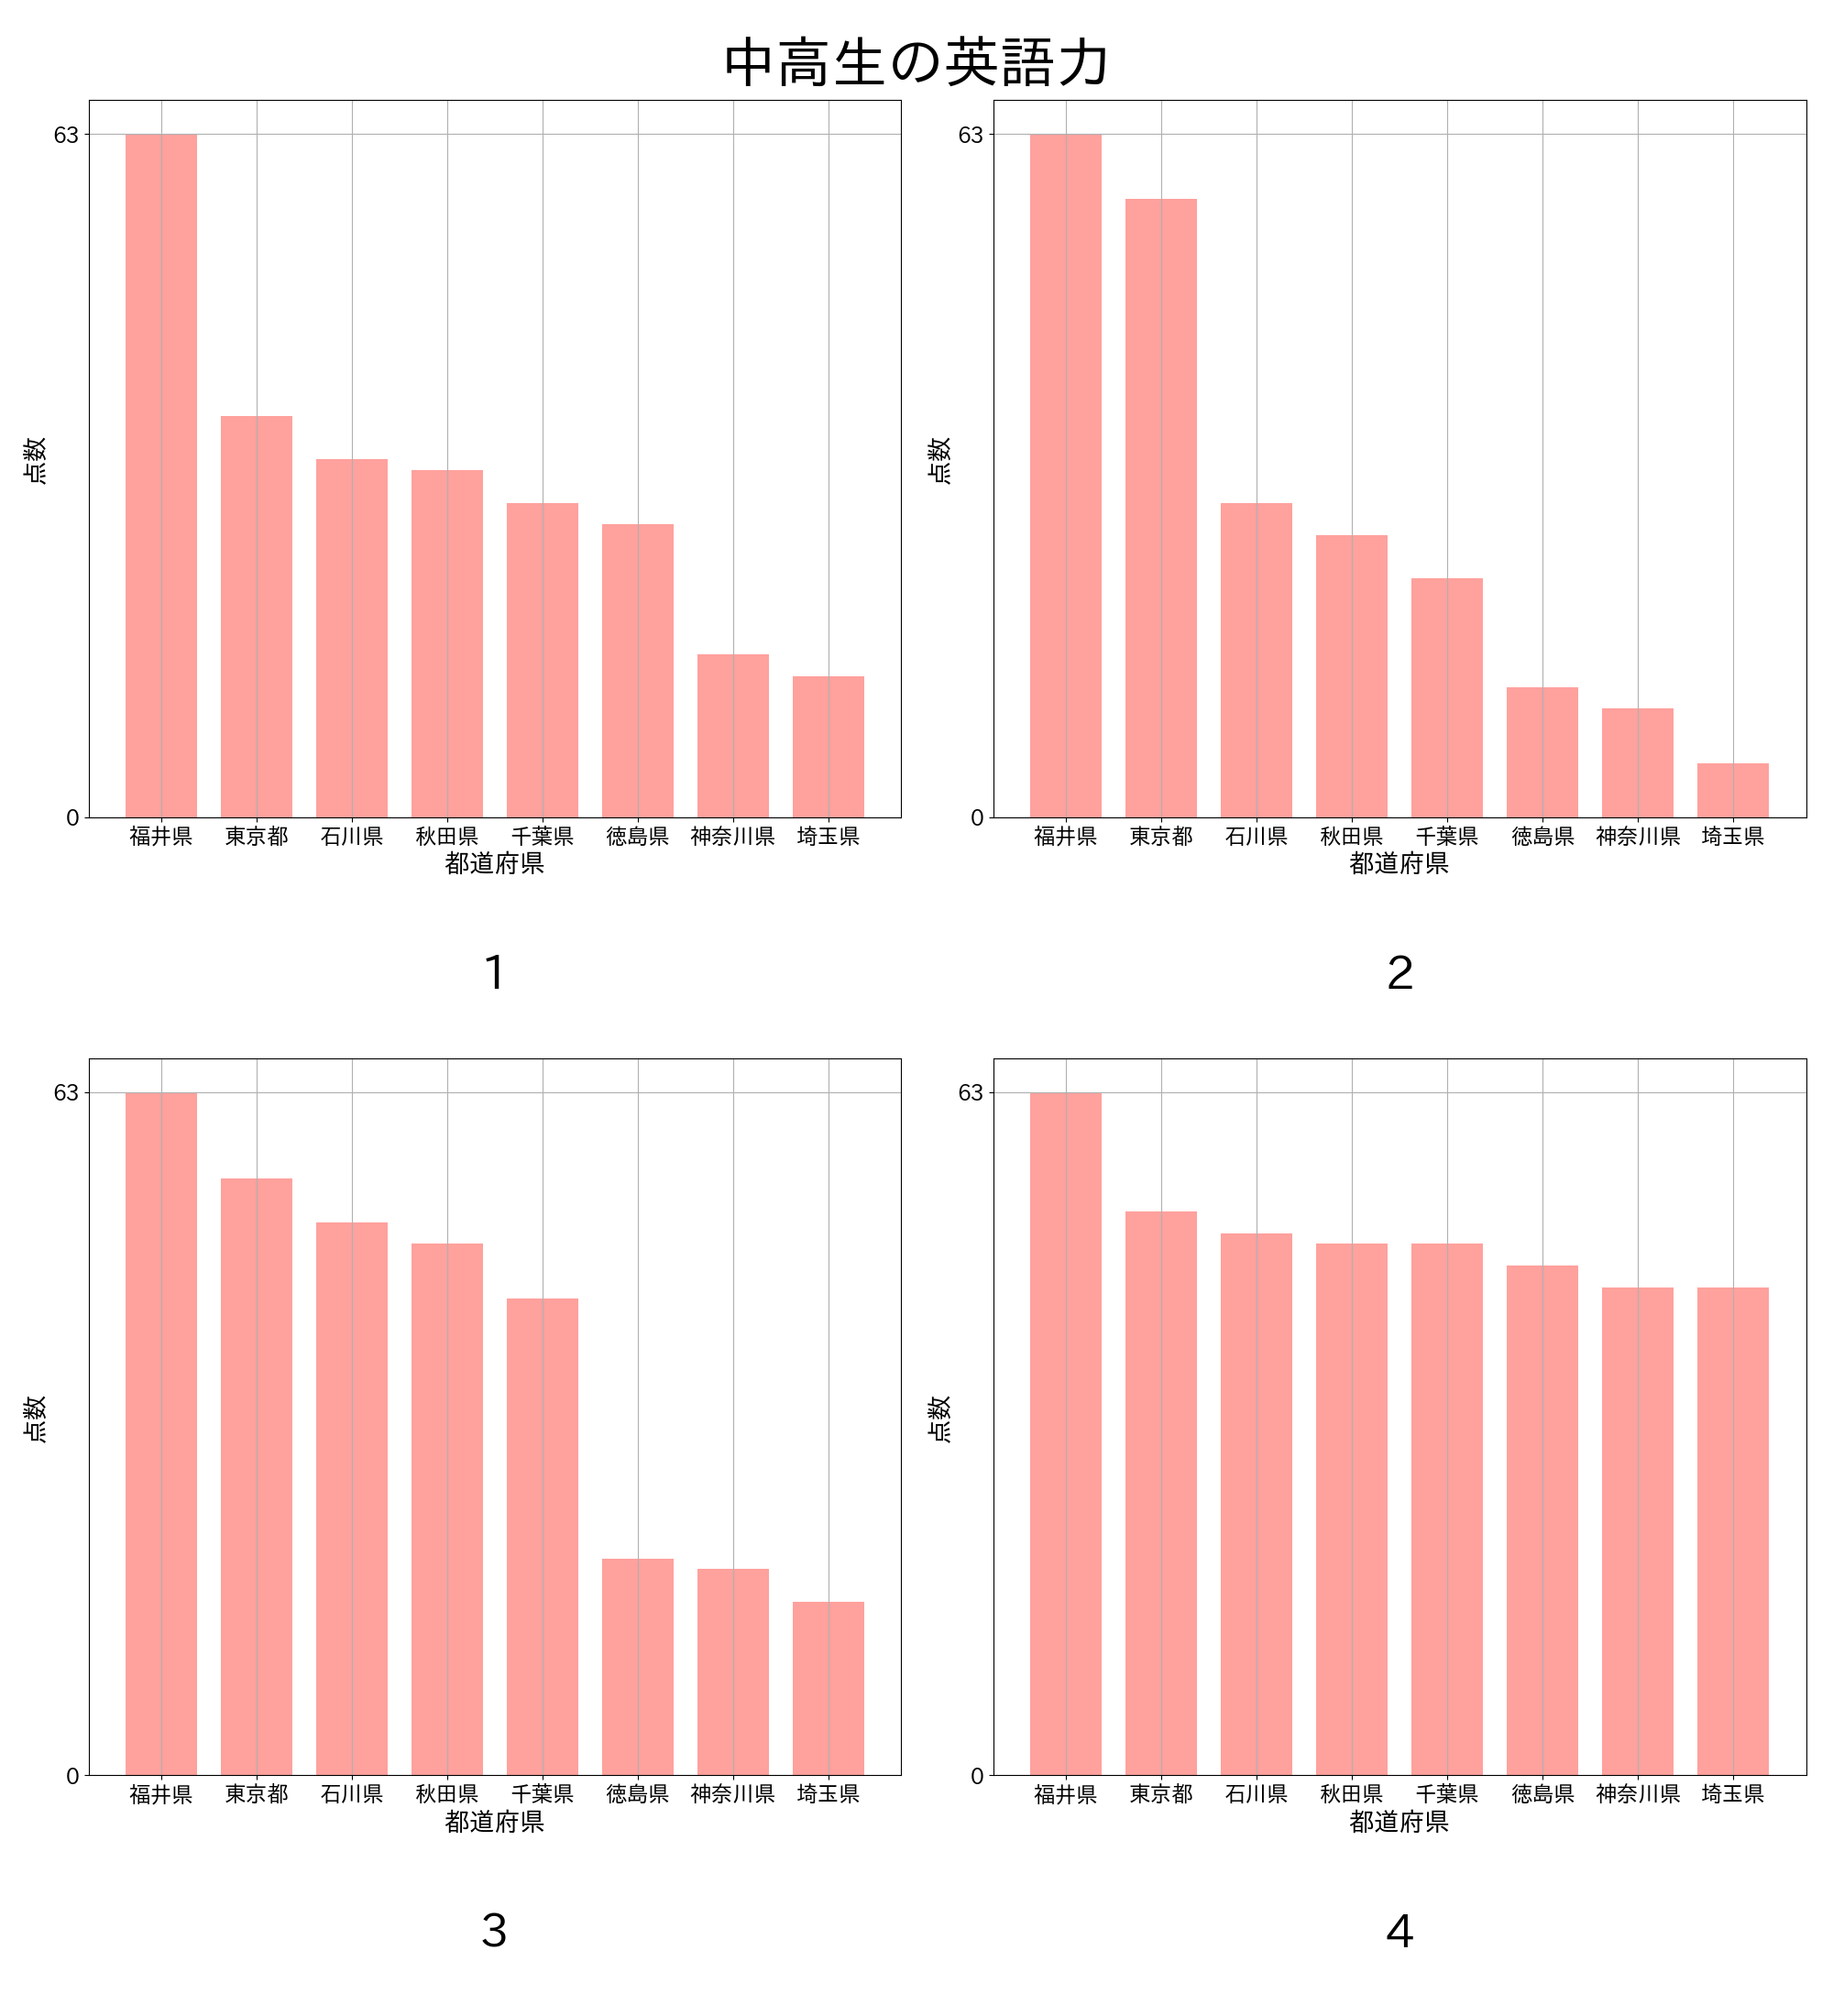 中高生の英語力
63
点数
0
福井県 東京都 石川県 秋田県 千葉県 徳島県 神奈川県 埼玉県
都道府県
1
63
点数
0
福井県 東京都 石川県 秋田県 千葉県 徳島県 神奈川県 埼玉県
都道府県
2
63
点数
0
福井県 東京都 石川県 秋田県 千葉県 徳島県 神奈川県 埼玉県
都道府県
3
63
点数
0
福井県 東京都 石川県 秋田県 千葉県 徳島県 神奈川県 埼玉県
都道府県
4